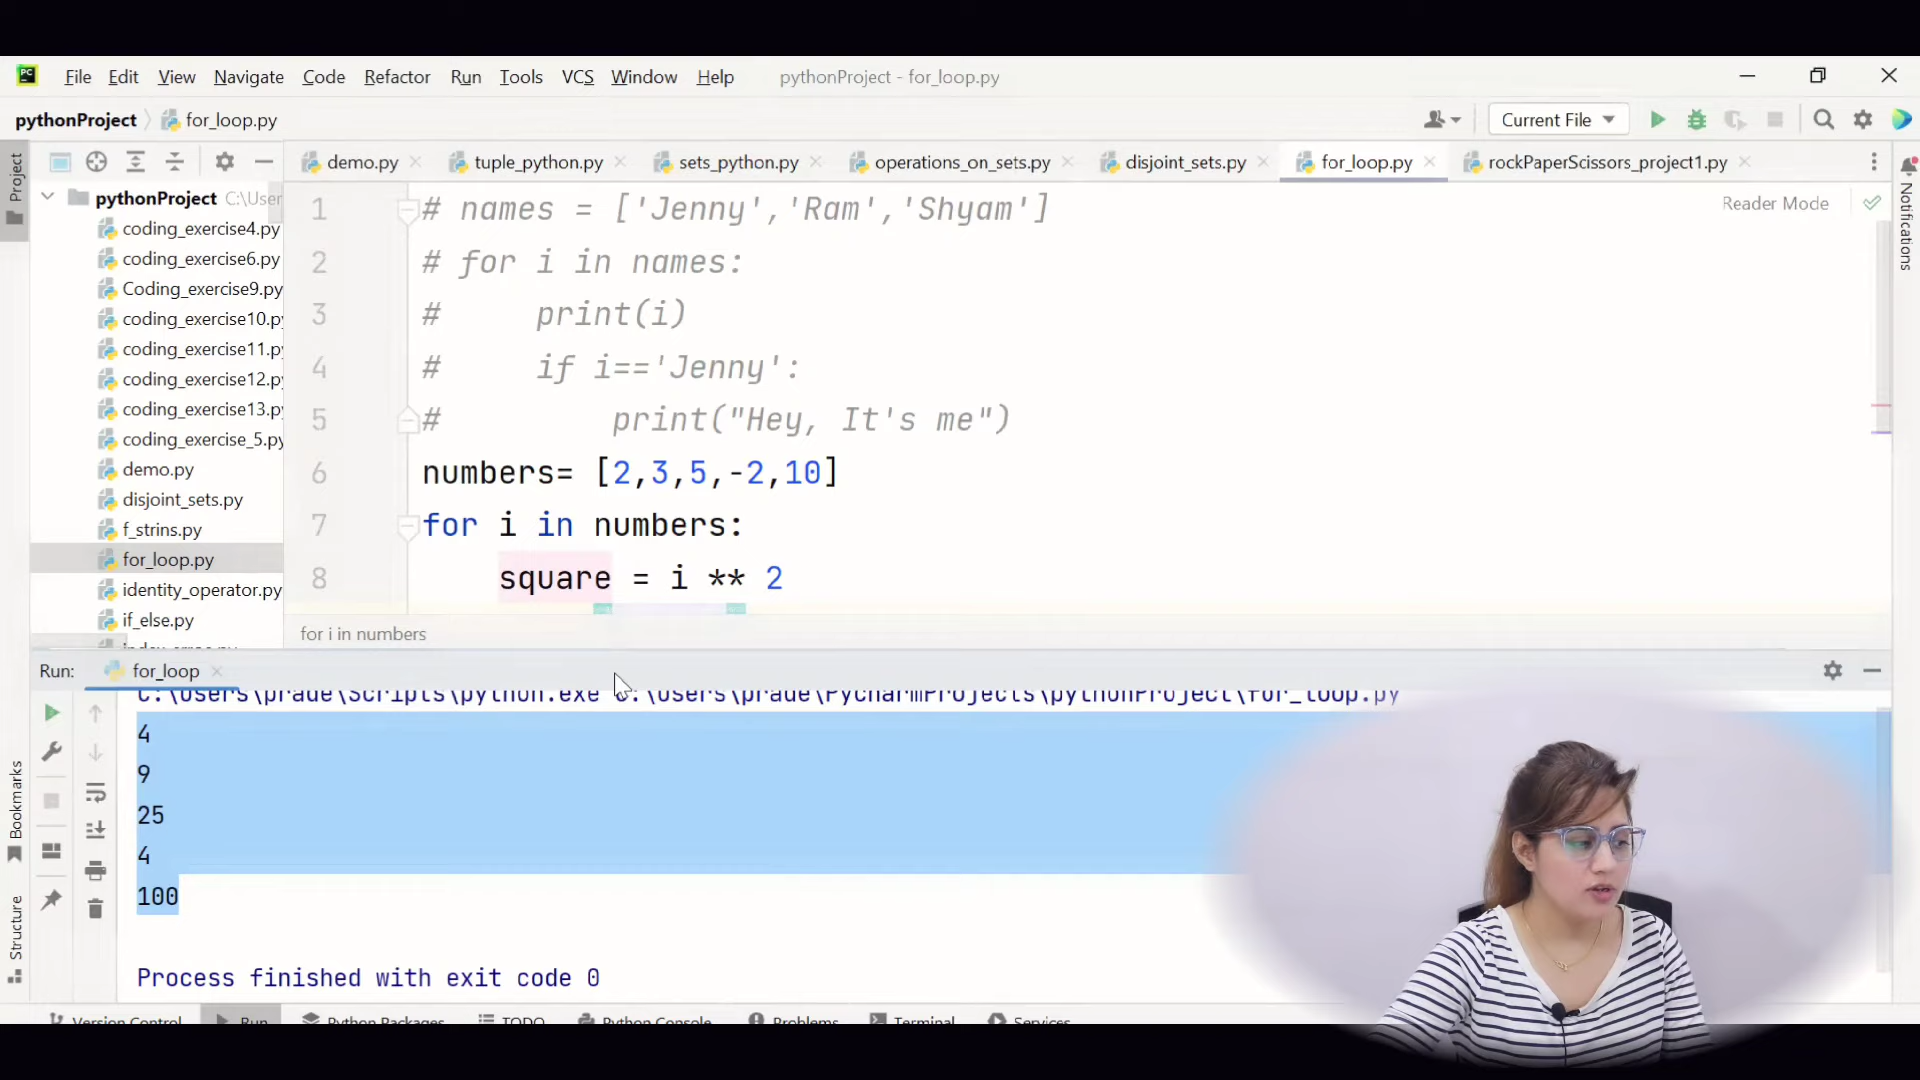 File Edit View Navigate Code Refactor Run Tools VCS Window Help pythonProject - for_loop.py
pythonProject for_loop.py Current File
Project
demo.py tuple_python.py sets_python.py operations_on_sets.py disjoint_sets.py for_loop.py rockPaperScissors_project1.py
Notifications
pythonProject C:\User
coding_exercise4.py
coding_exercise6.py
Coding_exercise9.py
coding_exercise10.py
coding_exercise11.py
coding_exercise12.py
coding_exercise13.py
coding_exercise_5.py
demo.py
disjoint_sets.py
f_strins.py
for_loop.py
identity_operator.py
if_else.py
Reader Mode
1 # names = ['Jenny','Ram','Shyam']
2 # for i in names:
3 #     print(i)
4 #     if i=='Jenny':
5 #         print("Hey, It's me")
6 numbers= [2,3,5,-2,10]
7 for i in numbers:
8     square = i ** 2
for i in numbers
Run: for_loop
C:\Users\prade\Scripts\python.exe C:\Users\prade\PycharmProjects\pythonProject\for_loop.py
4
9
25
4
100
Process finished with exit code 0
Bookmarks
Structure
Version Control Run Python Packages TODO Python Console Problems Terminal Services